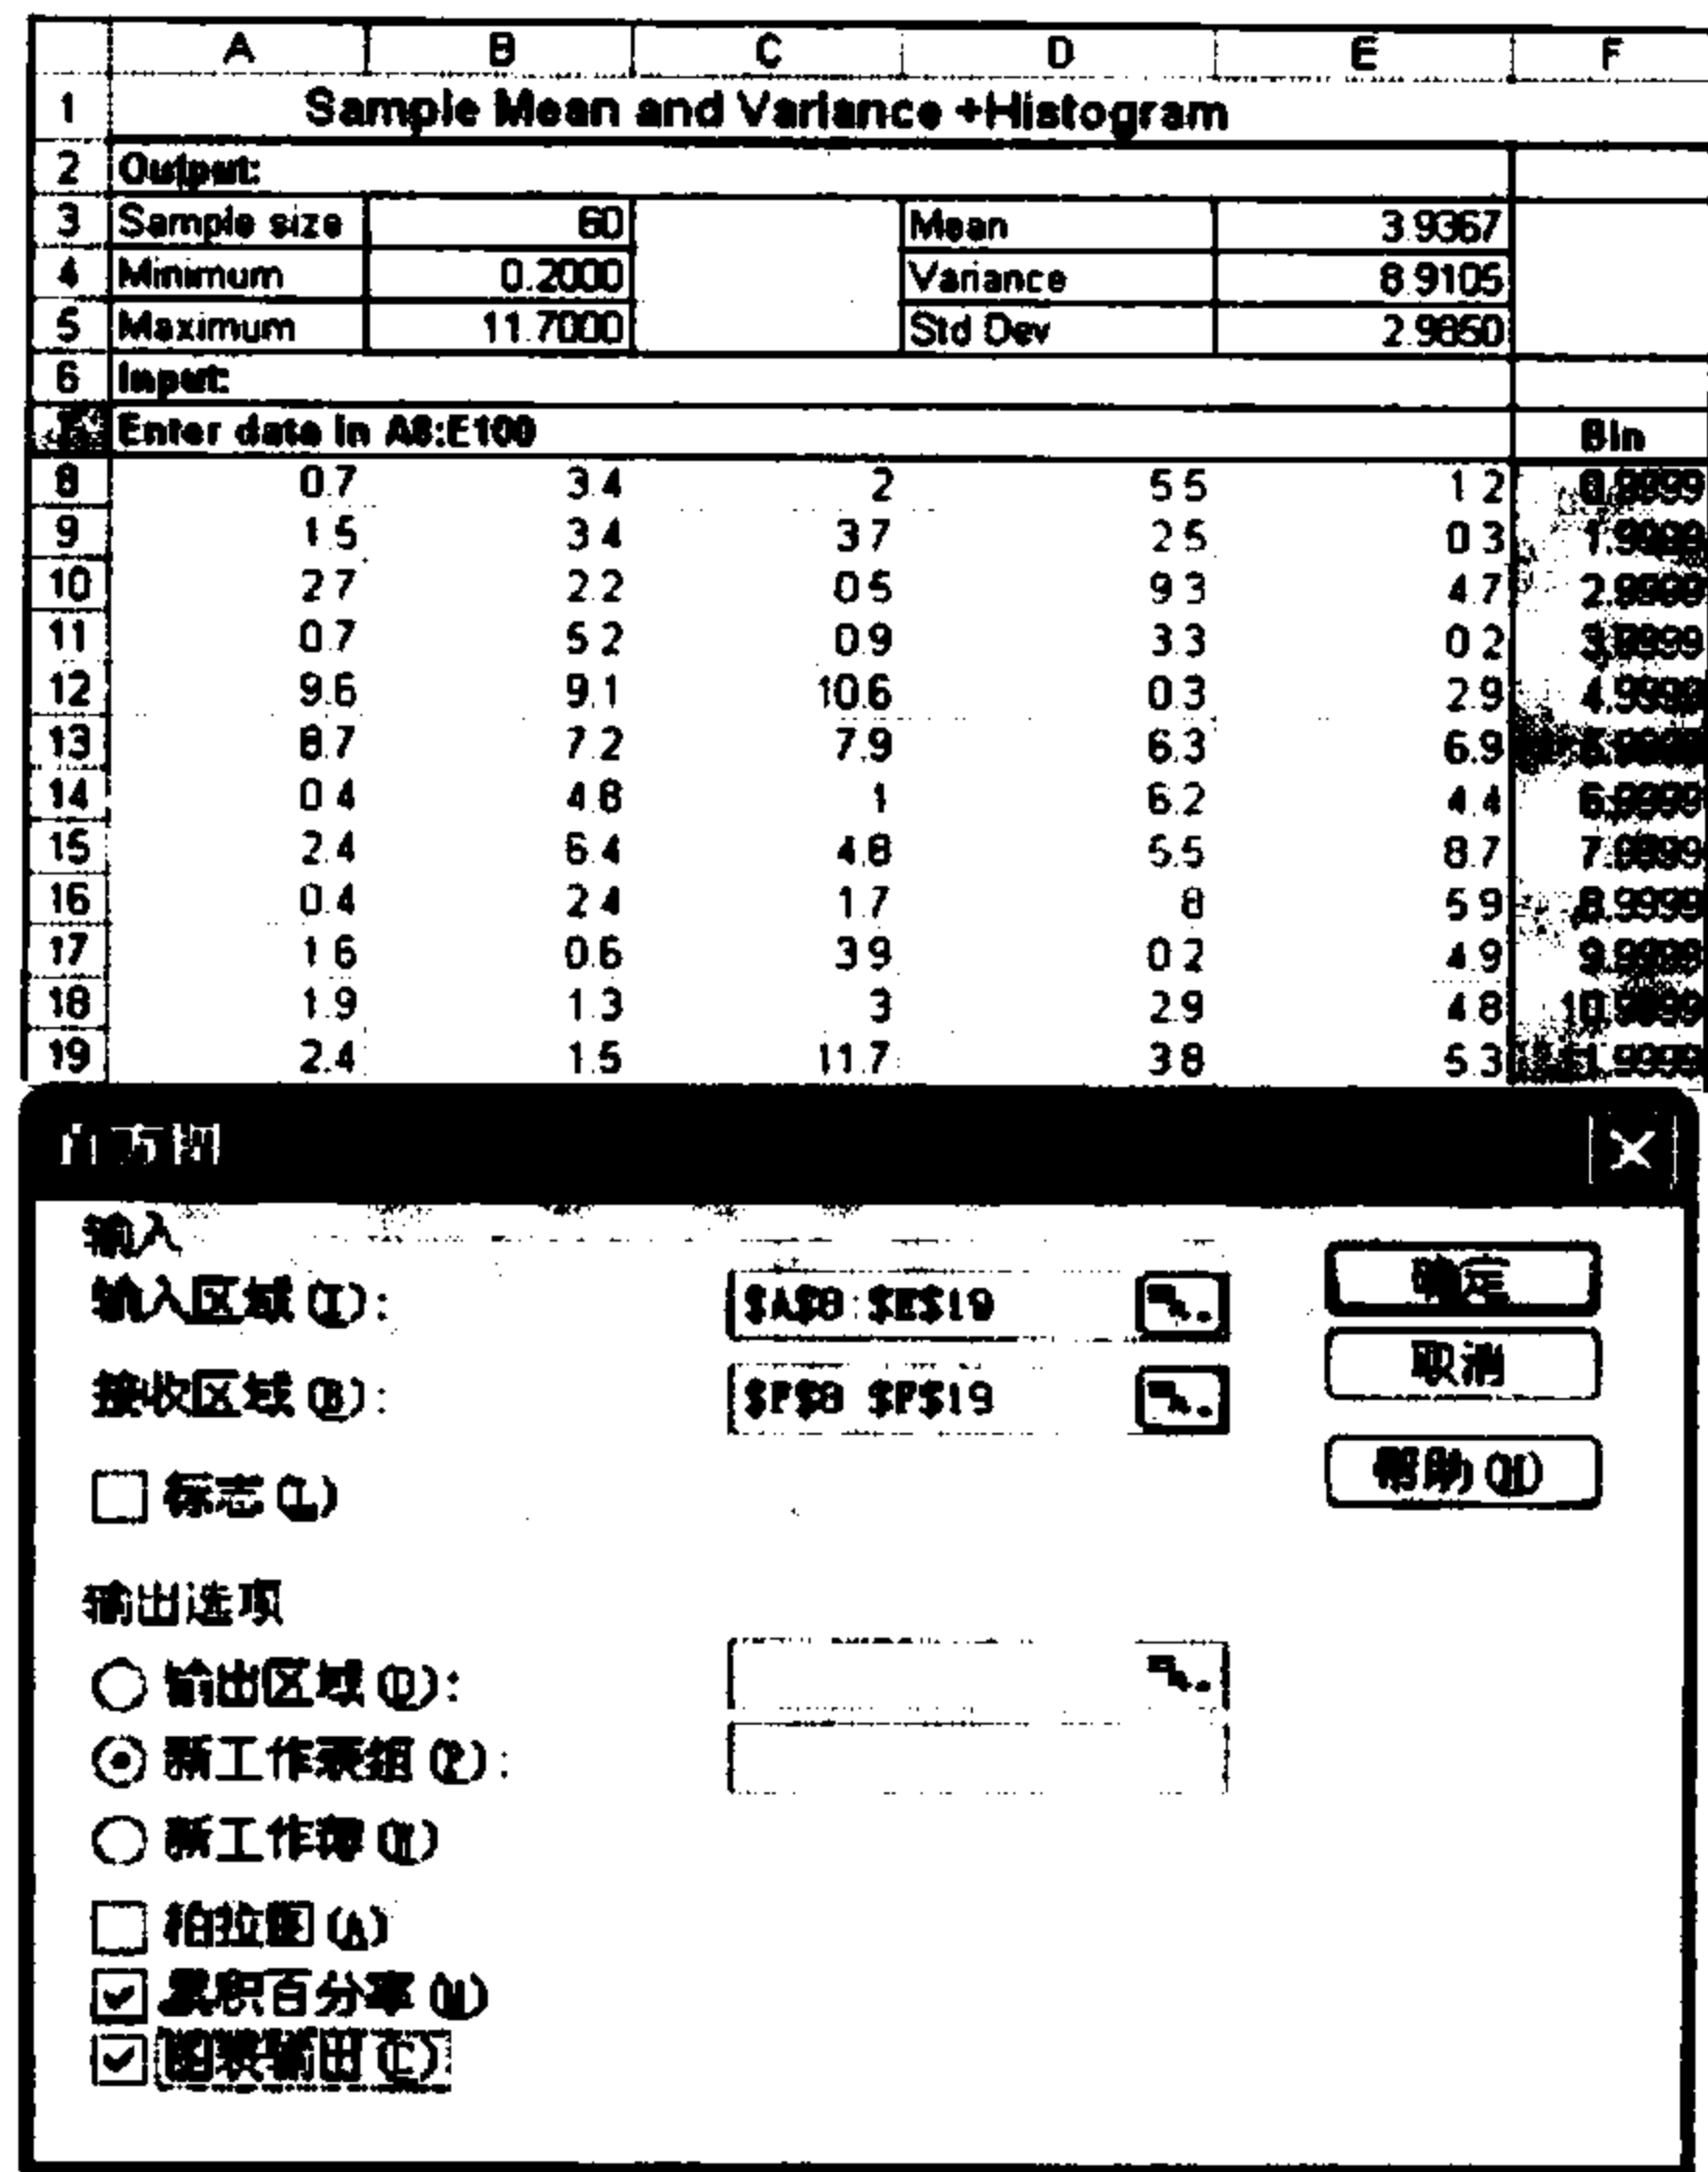 A B C D E F
1 Sample Mean and Variance +Histogram
2 Output:
3 Sample size 60 Mean 3.9367
4 Minimum 0.2000 Variance 8.9105
5 Maximum 11.7000 Std Dev 2.9850
6 Input:
Enter data in A8:E100 Bin
8 0.7 3.4 2 5.5 1.2 0.9999
9 1.5 3.4 3.7 2.5 0.3 1.9999
10 2.7 2.2 0.5 9.3 4.7 2.9999
11 0.7 5.2 0.9 3.3 0.2 3.9999
12 9.6 9.1 10.6 0.3 2.9 4.9999
13 8.7 7.2 7.9 6.3 6.9 5.9999
14 0.4 4.8 1 6.2 4.4 6.9999
15 2.4 6.4 4.8 5.5 8.7 7.9999
16 0.4 2.4 1.7 8 5.9 8.9999
17 1.6 0.6 3.9 0.2 4.9 9.9999
18 1.9 1.3 3 2.9 4.8 10.9999
19 2.4 1.5 11.7 3.8 5.3 11.9999
直方图
输入
输入区域(I): $A$8:$E$19 确定
取消
接收区域(B): $F$8:$F$19
标志(L) 帮助(H)
输出选项
输出区域(O):
新工作表组(P):
新工作薄(W)
柏拉图(A)
累积百分率(M)
图表输出(C)